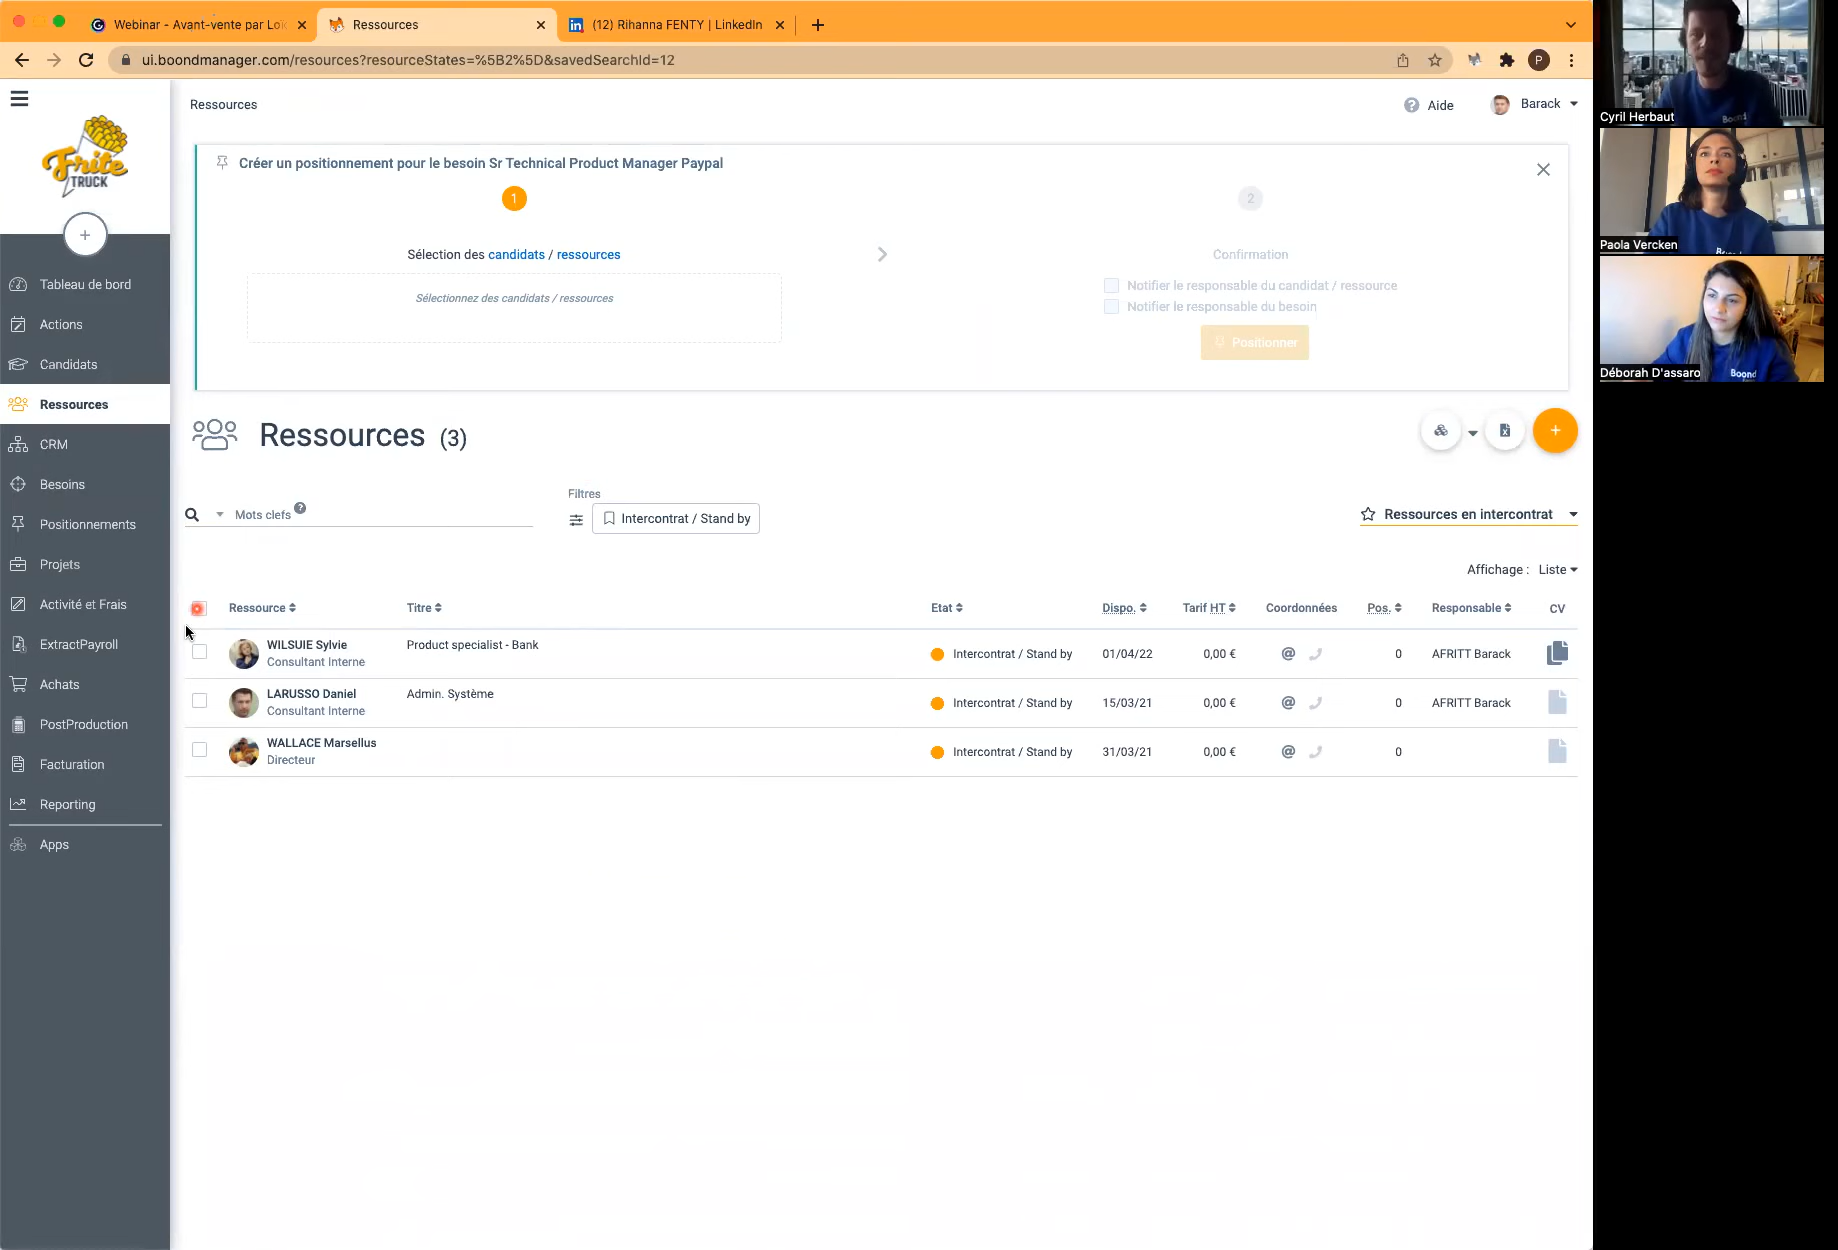 Webinar - Avant-vente par Loï
Ressources
(12) Rihanna FENTY | LinkedIn
ui.boondmanager.com/resources?resourceStates=%5B2%5D&savedSearchId=12
P
Frite
TRUCK
Tableau de bord
Actions
Candidats
Ressources
CRM
Besoins
Positionnements
Projets
Activité et Frais
ExtractPayroll
Achats
PostProduction
Facturation
Reporting
Apps
Ressources
Aide
Barack
Créer un positionnement pour le besoin Sr Technical Product Manager Paypal
1
2
Sélection des candidats / ressources
Confirmation
Sélectionnez des candidats / ressources
Notifier le responsable du candidat / ressource
Notifier le responsable du besoin
Positionner
Ressources (3)
Mots clefs
Filtres
Intercontrat / Stand by
Ressources en intercontrat
Affichage : Liste
Ressource Titre Etat Dispo. Tarif HT Coordonnées Pos. Responsable CV
WILSUIE Sylvie Product specialist - Bank Intercontrat / Stand by 01/04/22 0,00 € 0 AFRITT Barack
Consultant Interne
LARUSSO Daniel Admin. Système Intercontrat / Stand by 15/03/21 0,00 € 0 AFRITT Barack
Consultant Interne
WALLACE Marsellus Intercontrat / Stand by 31/03/21 0,00 € 0
Directeur
Cyril Herbaut
Paola Vercken
Déborah D'assaro
Boond